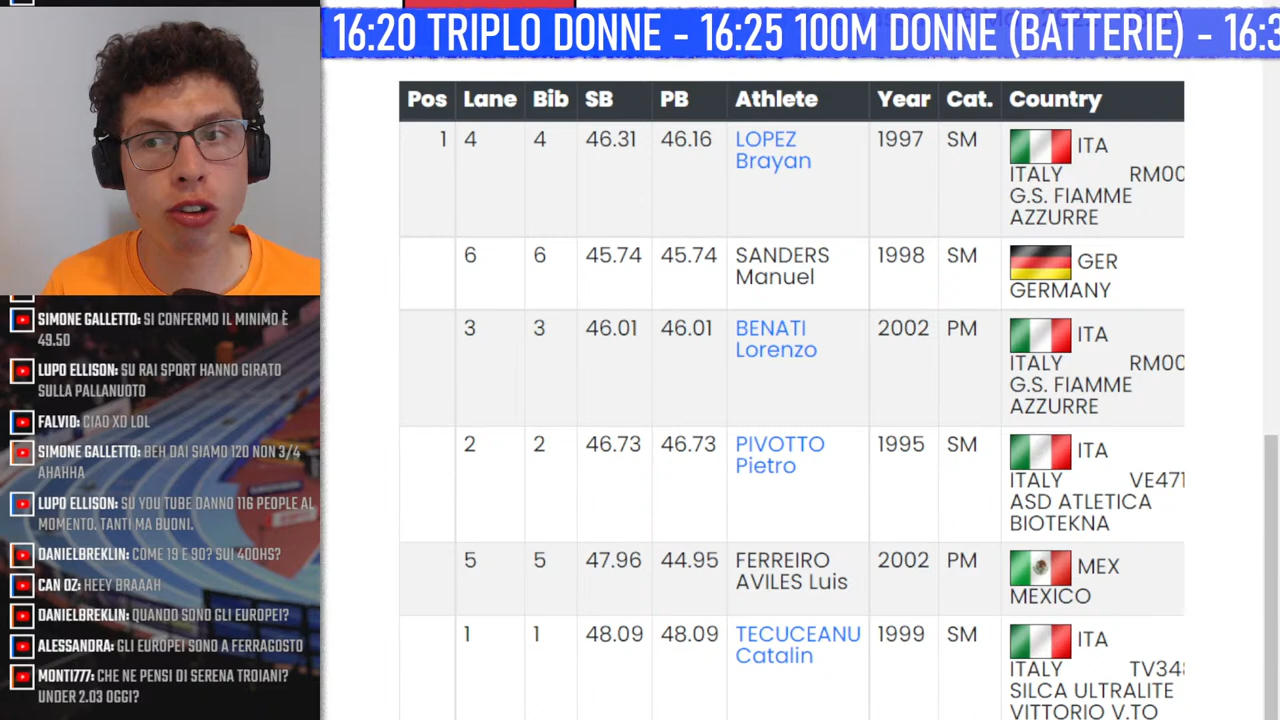 16:20 TRIPLO DONNE - 16:25 100M DONNE (BATTERIE) - 16:3
Pos Lane Bib SB PB Athlete Year Cat. Country
1 4 4 46.31 46.16 LOPEZ Brayan 1997 SM ITA
ITALY RM00
G.S. FIAMME
AZZURRE
6 6 45.74 45.74 SANDERS Manuel 1998 SM GER
GERMANY
3 3 46.01 46.01 BENATI Lorenzo 2002 PM ITA
ITALY RM00
G.S. FIAMME
AZZURRE
2 2 46.73 46.73 PIVOTTO Pietro 1995 SM ITA
ITALY VE471
ASD ATLETICA
BIOTEKNA
5 5 47.96 44.95 FERREIRO AVILES Luis 2002 PM MEX
MEXICO
1 1 48.09 48.09 TECUCEANU Catalin 1999 SM ITA
ITALY TV348
SILCA ULTRALITE
VITTORIO V.TO
SIMONE GALLETTO: SI CONFERMO IL MINIMO È
49.50
LUPO ELLISON: SU RAI SPORT HANNO GIRATO
SULLA PALLANUOTO
FALVIO: CIAO XD LOL
SIMONE GALLETTO: BEH DAI SIAMO 120 NON 3/4
AHAHHA
LUPO ELLISON: SU YOU TUBE DANNO 116 PEOPLE AL
MOMENTO. TANTI MA BUONI.
DANIELBREKLIN: COME 19 E 90? SUI 400HS?
CAN OZ: HEEY BRAAAH
DANIELBREKLIN: QUANDO SONO GLI EUROPEI?
ALESSANDRA: GLI EUROPEI SONO A FERRAGOSTO
MONTI777: CHE NE PENSI DI SERENA TROIANI?
UNDER 2.03 OGGI?